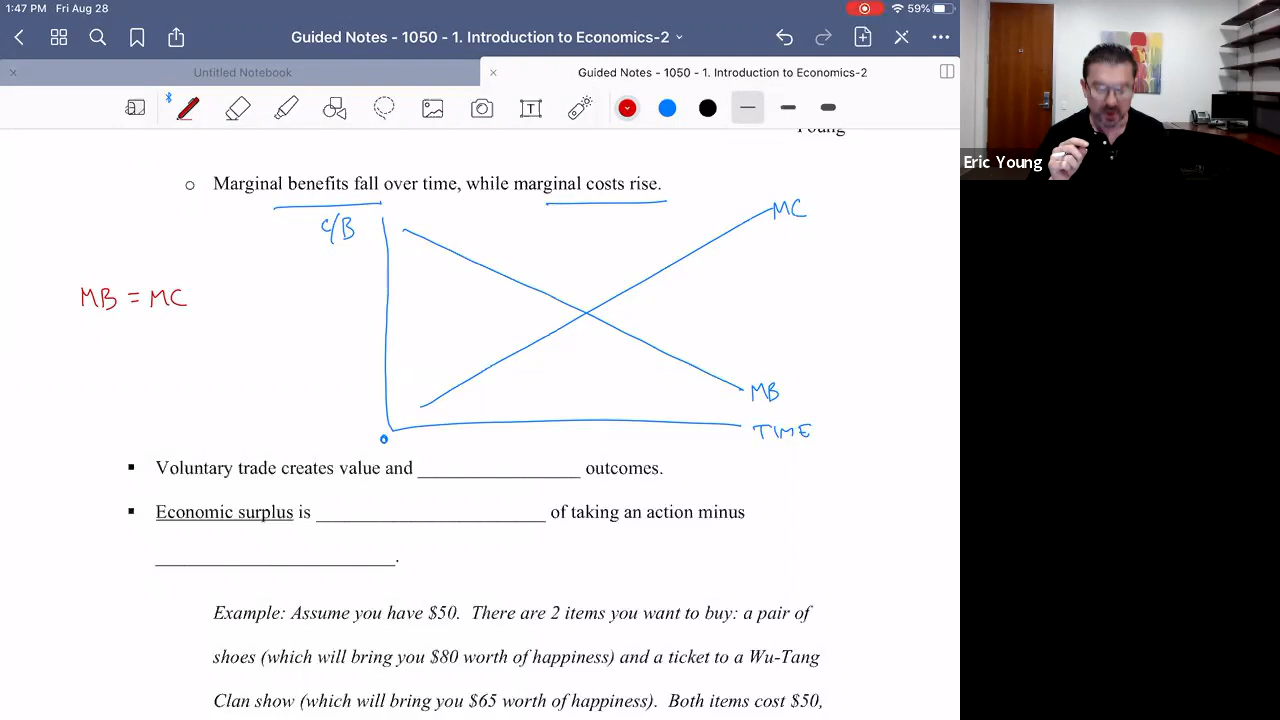 1:47 PM Fri Aug 28
59%
Guided Notes - 1050 - 1. Introduction to Economics-2
Untitled Notebook
Guided Notes - 1050 - 1. Introduction to Economics-2
Young
Eric Young
Marginal benefits fall over time, while marginal costs rise.
C/B
MC
MB = MC
MB
TIME
0
Voluntary trade creates value and _________________ outcomes.
Economic surplus is ________________________ of taking an action minus
_________________________.
Example: Assume you have $50. There are 2 items you want to buy: a pair of
shoes (which will bring you $80 worth of happiness) and a ticket to a Wu-Tang
Clan show (which will bring you $65 worth of happiness). Both items cost $50,